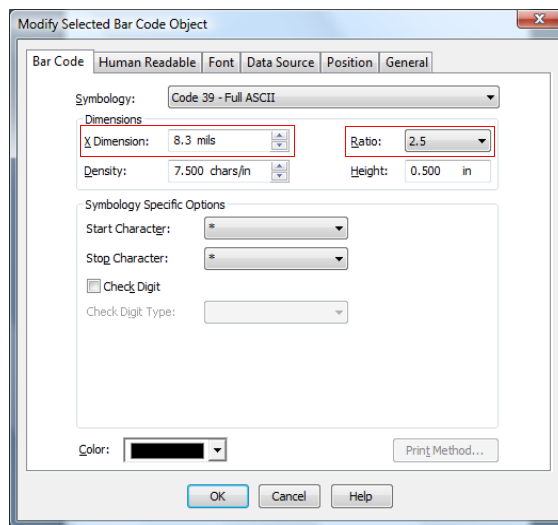 Modify Selected Bar Code Object
Bar Code Human Readable Font Data Source Position General
Symbology: Code 39 - Full ASCII
Dimensions
X Dimension: 8.3 mils Ratio: 2.5
Density: 7.500 chars/in Height: 0.500 in
Symbology Specific Options
Start Character: *
Stop Character: *
Check Digit
Check Digit Type:
Color: Print Method...
OK Cancel Help